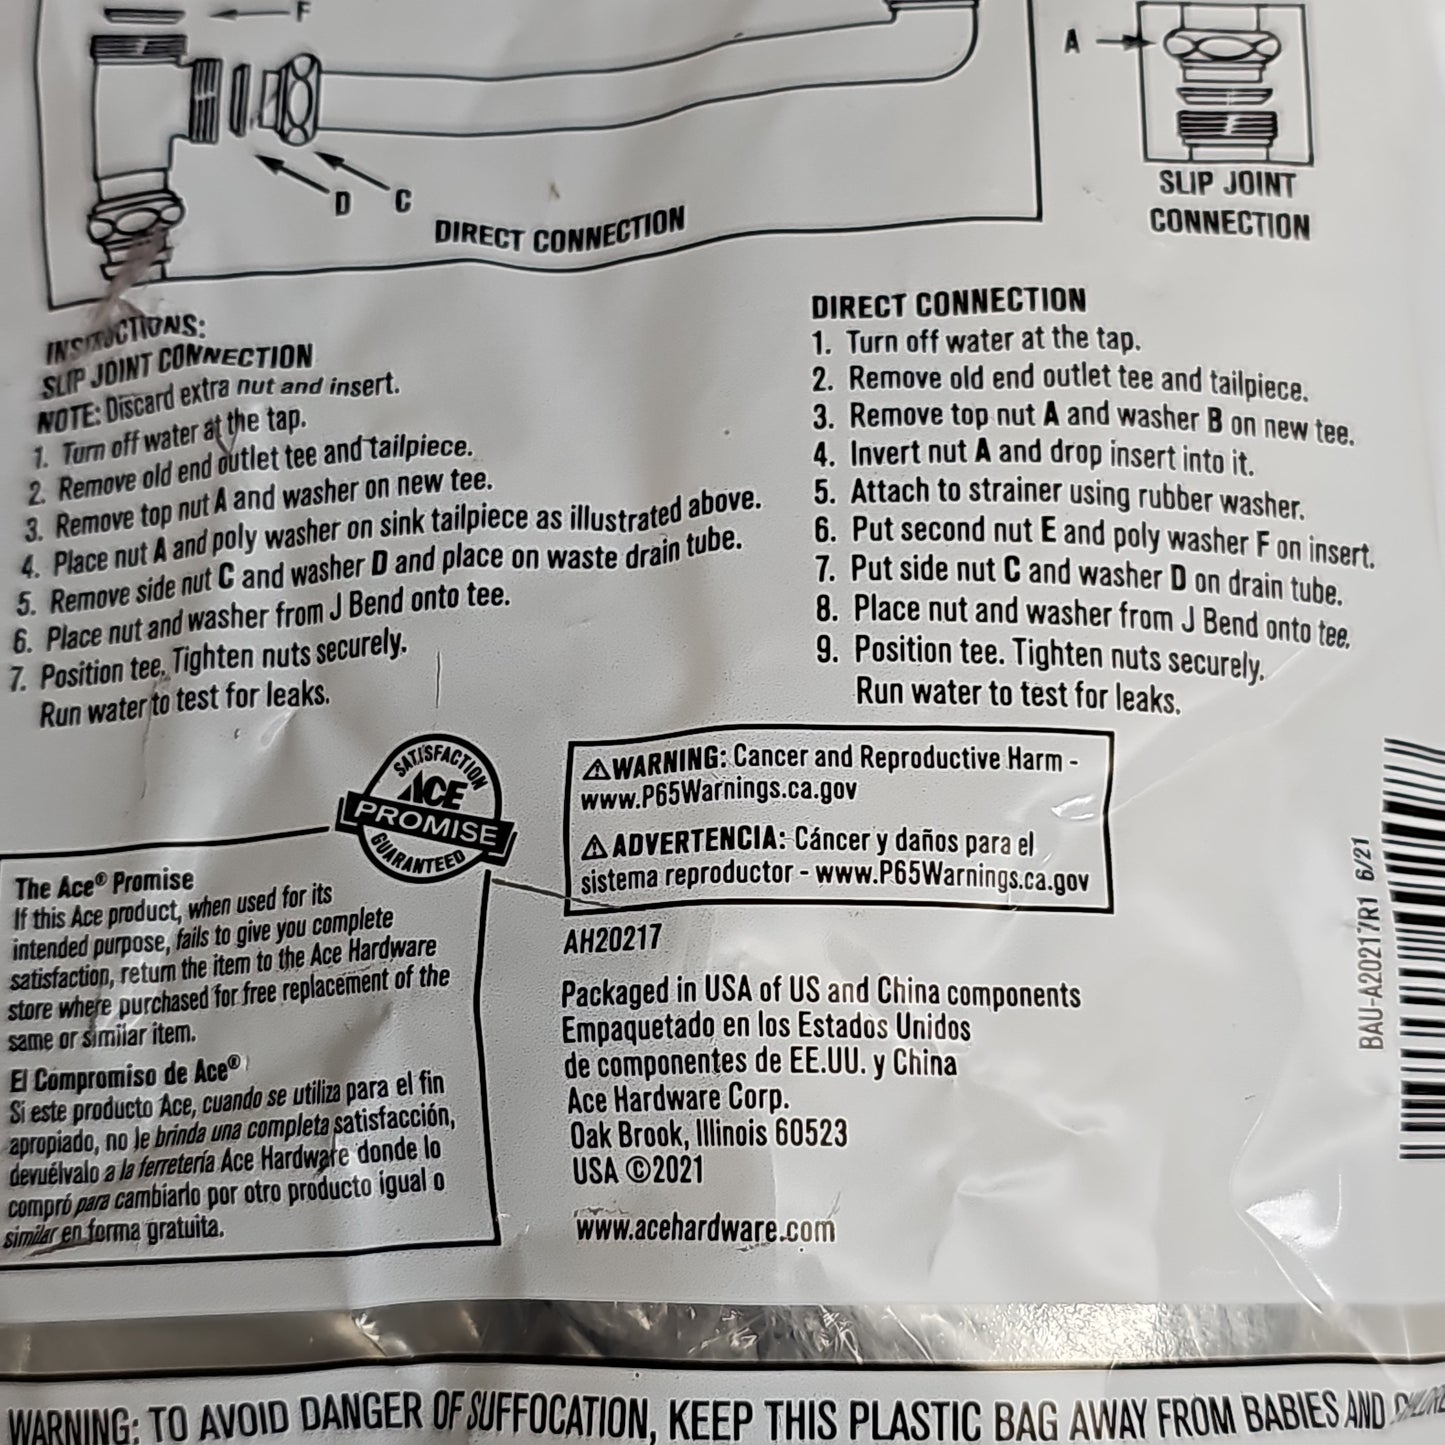 F
D
C
DIRECT CONNECTION
A
SLIP JOINT
CONNECTION
INSTRUCTIONS:
SLIP JOINT CONNECTION
NOTE: Discard extra nut and insert.
1. Turn off water at the tap.
2. Remove old end outlet tee and tailpiece.
3. Remove top nut A and washer on new tee.
4. Place nut A and poly washer on sink tailpiece as illustrated above.
5. Remove side nut C and washer D and place on waste drain tube.
6. Place nut and washer from J Bend onto tee.
7. Position tee. Tighten nuts securely.
Run water to test for leaks.
DIRECT CONNECTION
1. Turn off water at the tap.
2. Remove old end outlet tee and tailpiece.
3. Remove top nut A and washer B on new tee.
4. Invert nut A and drop insert into it.
5. Attach to strainer using rubber washer.
6. Put second nut E and poly washer F on insert.
7. Put side nut C and washer D on drain tube.
8. Place nut and washer from J Bend onto tee.
9. Position tee. Tighten nuts securely.
Run water to test for leaks.
SATISFACTION
ACE
PROMISE
GUARANTEED
The Ace® Promise
If this Ace product, when used for its
intended purpose, fails to give you complete
satisfaction, return the item to the Ace Hardware
store where purchased for free replacement of the
same or similar item.
El Compromiso de Ace®
Si este producto Ace, cuando se utiliza para el fin
apropiado, no le brinda una completa satisfacción,
devuélvalo a la ferretería Ace Hardware donde lo
compró para cambiarlo por otro producto igual o
similar en forma gratuita.
⚠WARNING: Cancer and Reproductive Harm -
www.P65Warnings.ca.gov
⚠ADVERTENCIA: Cáncer y daños para el
sistema reproductor - www.P65Warnings.ca.gov
AH20217
Packaged in USA of US and China components
Empaquetado en los Estados Unidos
de componentes de EE.UU. y China
Ace Hardware Corp.
Oak Brook, Illinois 60523
USA ©2021
www.acehardware.com
BAU-A20217R1 6/21
WARNING: TO AVOID DANGER OF SUFFOCATION, KEEP THIS PLASTIC BAG AWAY FROM BABIES AND